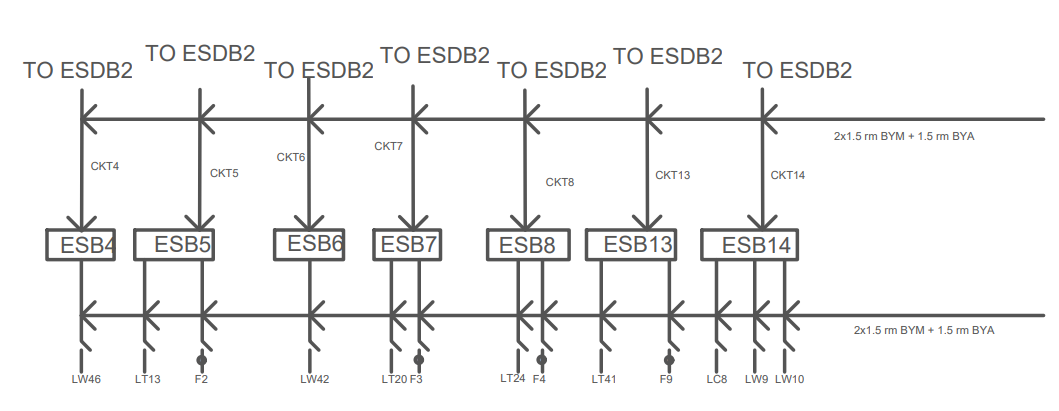 TO ESDB2
TO ESDB2
TO ESDB2
TO ESDB2
TO ESDB2
TO ESDB2
TO ESDB2
2x1.5 rm BYM + 1.5 rm BYA
CKT4
CKT5
CKT6
CKT7
CKT8
CKT13
CKT14
ESB4
ESB5
ESB6
ESB7
ESB8
ESB13
ESB14
2x1.5 rm BYM + 1.5 rm BYA
LW46
LT13
F2
LW42
LT20
F3
LT24
F4
LT41
F9
LC8
LW9
LW10